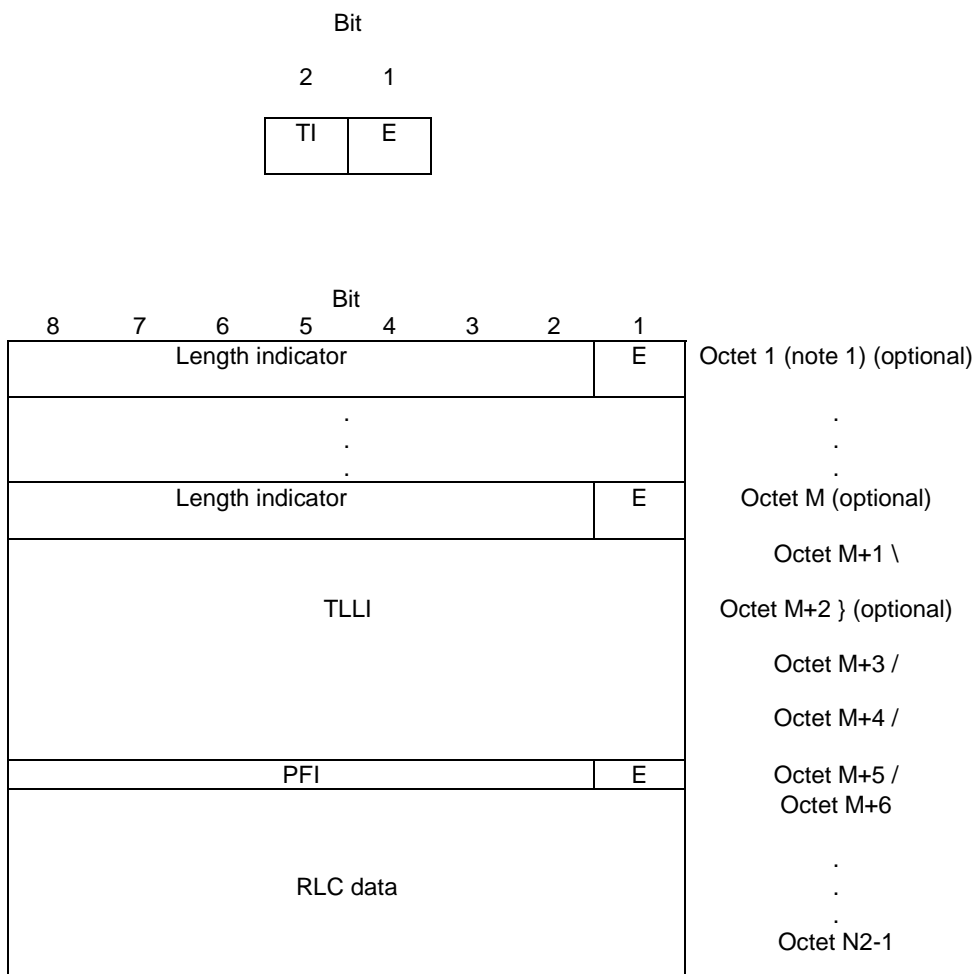 Bit
2 1
TI E
Bit
8 7 6 5 4 3 2 1
Length indicator E Octet 1 (note 1) (optional)
. .
. .
. .
Length indicator E Octet M (optional)
Octet M+1 \
TLLI Octet M+2 } (optional)
Octet M+3 /
Octet M+4 /
PFI E Octet M+5 /
Octet M+6
.
RLC data .
.
Octet N2-1